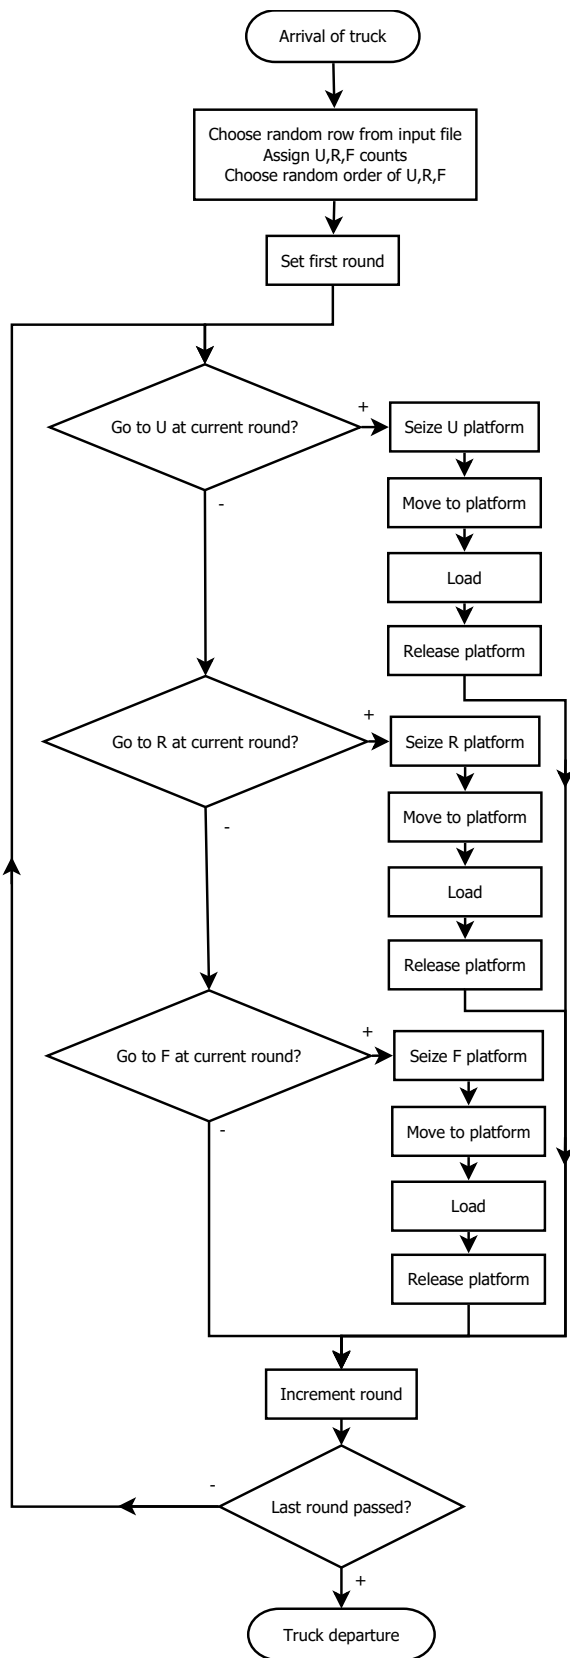 Arrival of truck
Choose random row from input file
Assign U,R,F counts
Choose random order of U,R,F
Set first round
Go to U at current round?
+
-
Seize U platform
Move to platform
Load
Release platform
Go to R at current round?
+
-
Seize R platform
Move to platform
Load
Release platform
Go to F at current round?
+
-
Seize F platform
Move to platform
Load
Release platform
Increment round
Last round passed?
-
+
Truck departure